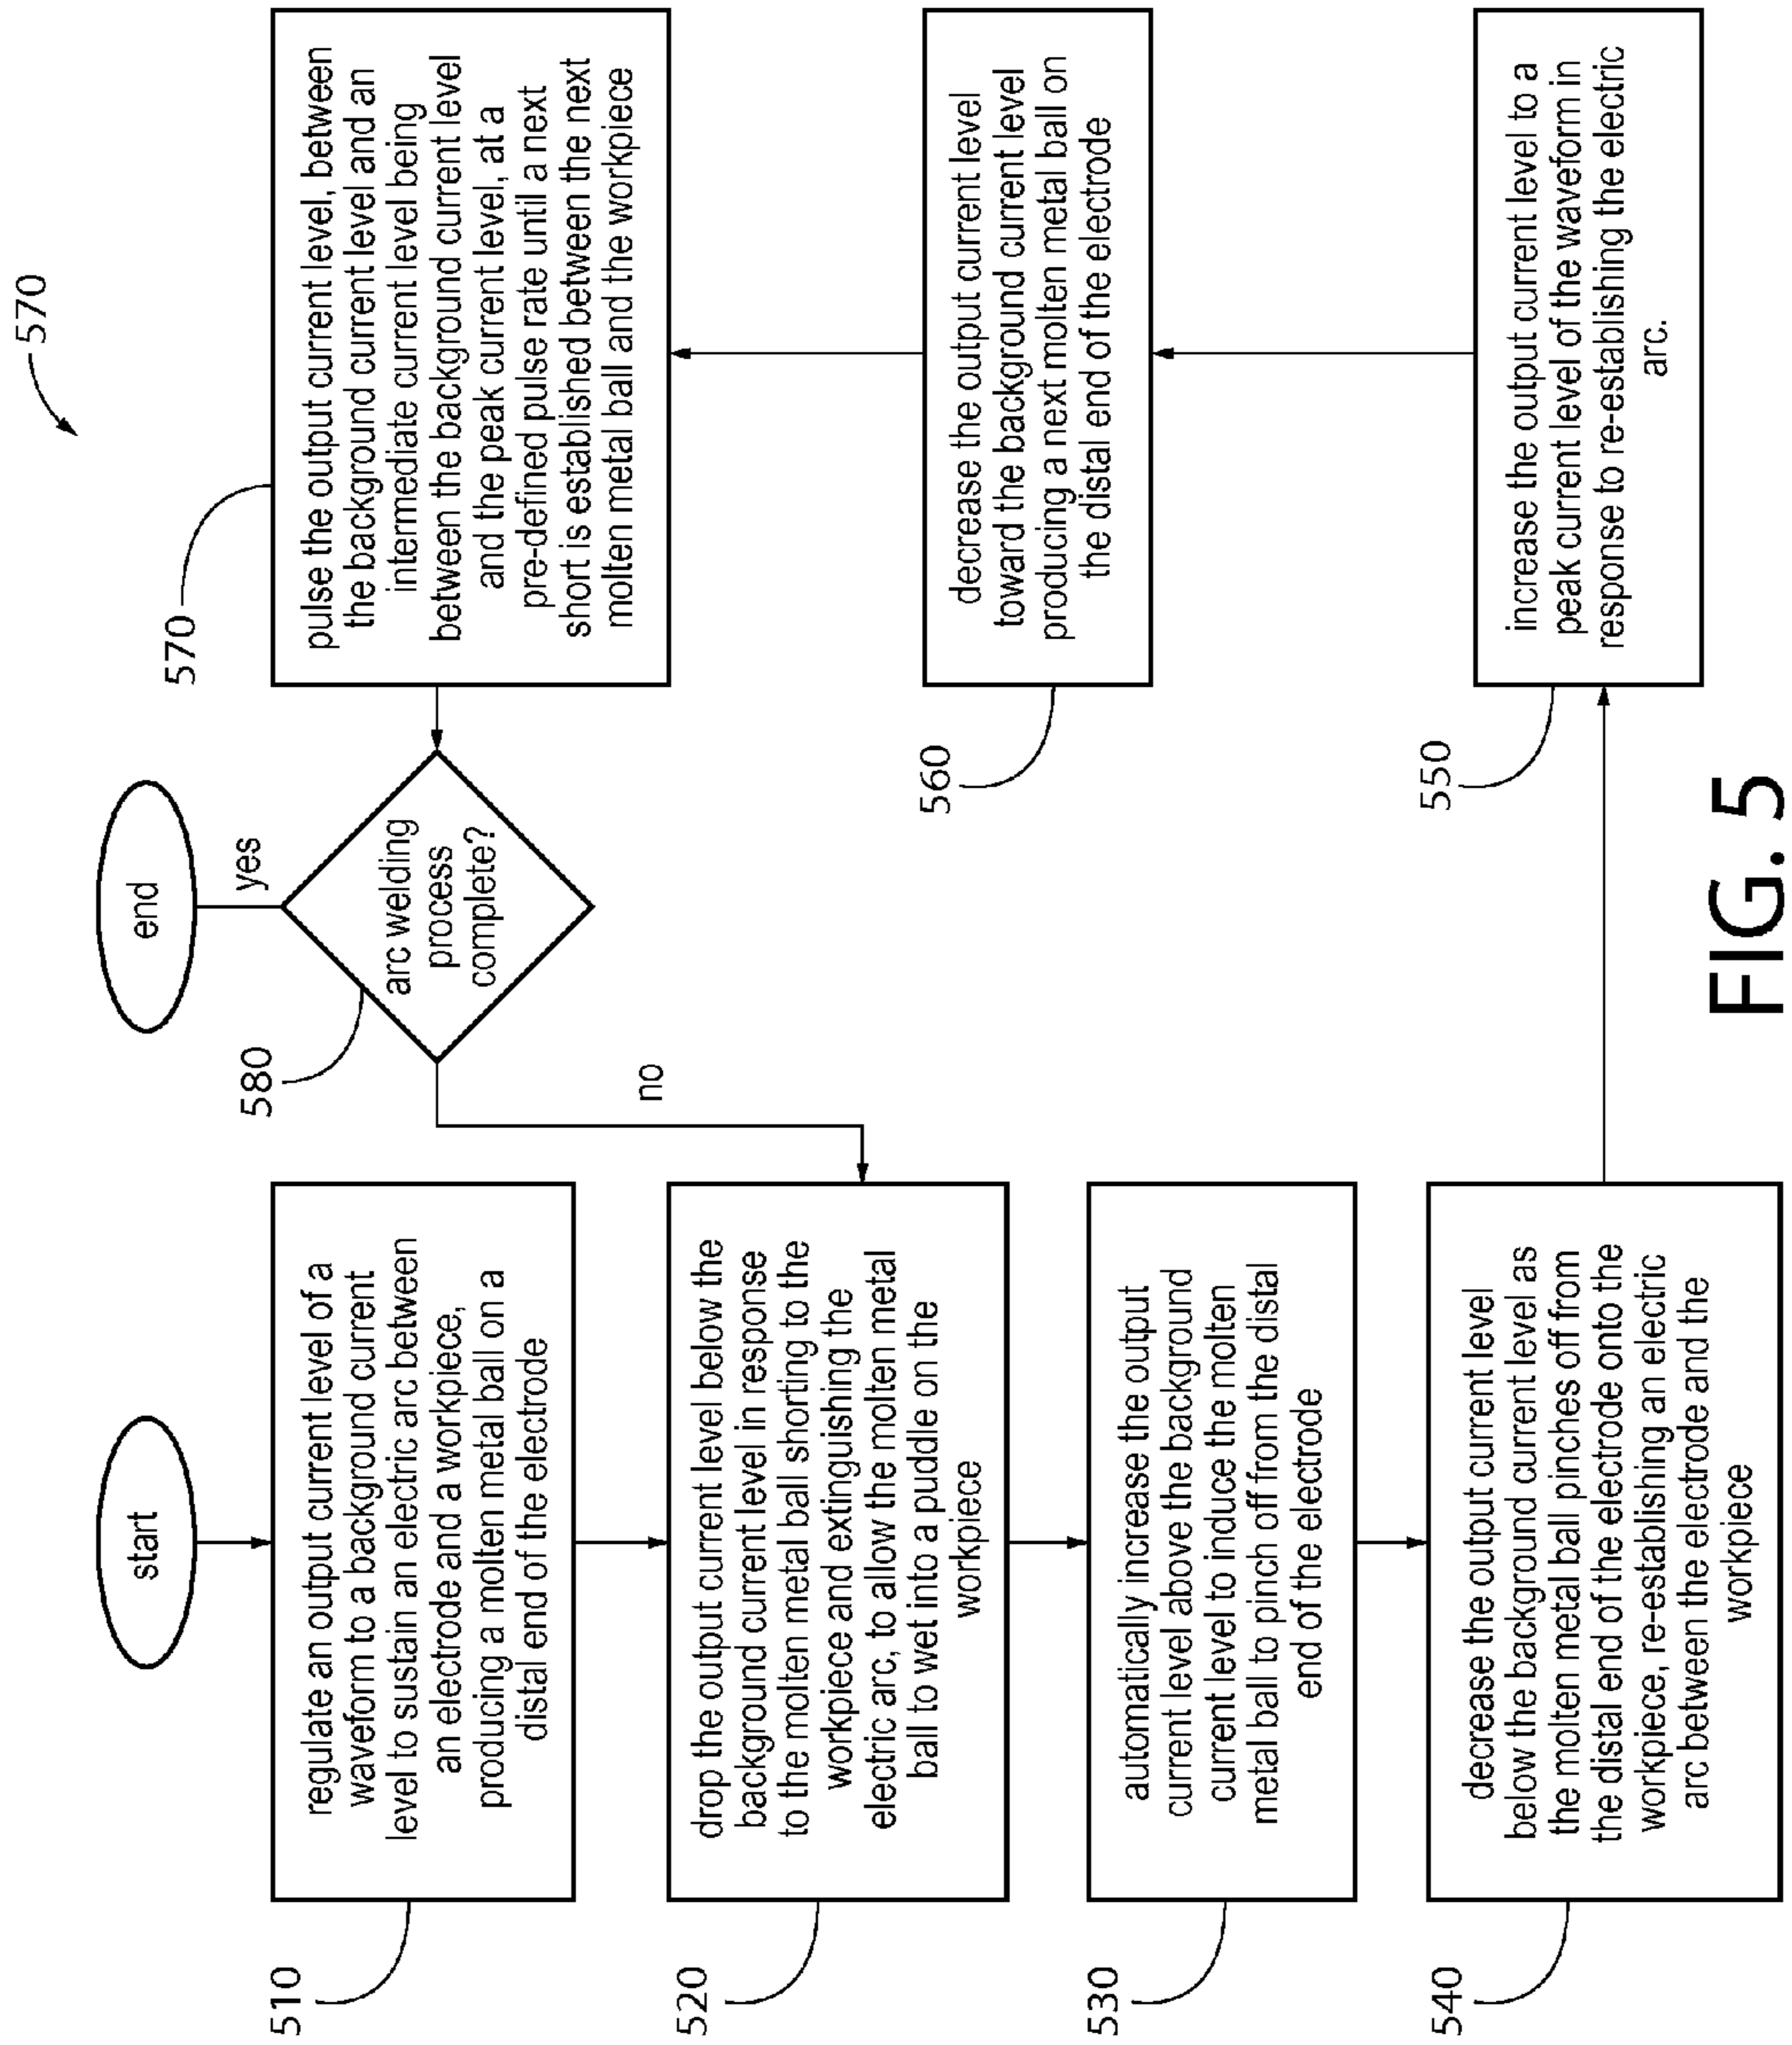 570
start
510
regulate an output current level of a
waveform to a background current
level to sustain an electric arc between
an electrode and a workpiece,
producing a molten metal ball on a
distal end of the electrode
520
drop the output current level below the
background current level in response
to the molten metal ball shorting to the
workpiece and extinguishing the
electric arc, to allow the molten metal
ball to wet into a puddle on the
workpiece
530
automatically increase the output
current level above the background
current level to induce the molten
metal ball to pinch off from the distal
end of the electrode
540
decrease the output current level
below the background current level as
the molten metal ball pinches off from
the distal end of the electrode onto the
workpiece, re-establishing an electric
arc between the electrode and the
workpiece
550
increase the output current level to a
peak current level of the waveform in
response to re-establishing the electric
arc.
560
decrease the output current level
toward the background current level
producing a next molten metal ball on
the distal end of the electrode
570
pulse the output current level, between
the background current level and an
intermediate current level being
between the background current level
and the peak current level, at a
pre-defined pulse rate until a next
short is established between the next
molten metal ball and the workpiece
580
arc welding
process
complete?
yes
end
no
FIG. 5